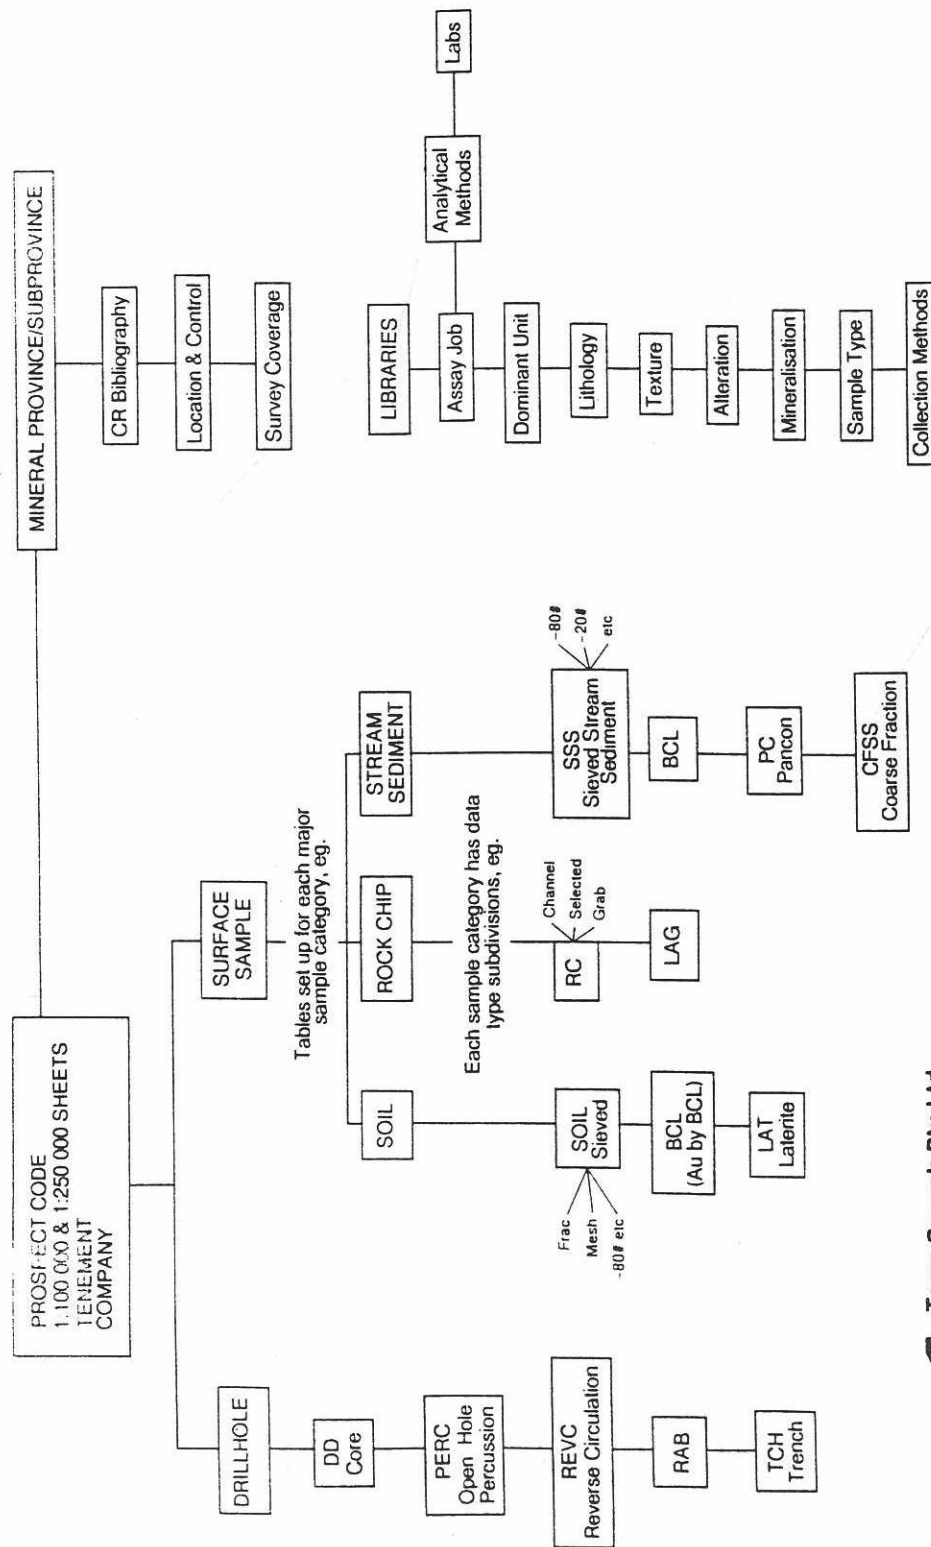 PROSPECT CODE
1:100 000 & 1:250 000 SHEETS
TENEMENT
COMPANY
MINERAL PROVINCE/SUBPROVINCE
CR Bibliography
Location & Control
Survey Coverage
DRILLHOLE
DD
Core
PERC
Open Hole
Percussion
REVC
Reverse Circulation
RAB
TCH
Trench
SURFACE
SAMPLE
Tables set up for each major
sample category, eg.
SOIL
ROCK CHIP
STREAM
SEDIMENT
Each sample category has data
type subdivisions, eg.
Frac
Mesh
-80# etc
SOIL
Sieved
BCL
(Au by BCL)
LAT
Laterite
RC
Channel
Selected
Grab
LAG
SSS
Sieved Stream
Sediment
-80#
-20#
etc
BCL
PC
Pancon
CFSS
Coarse Fraction
LIBRARIES
Assay Job
Analytical
Methods
Labs
Dominant Unit
Lithology
Texture
Alteration
Mineralisation
Sample Type
Collection Methods